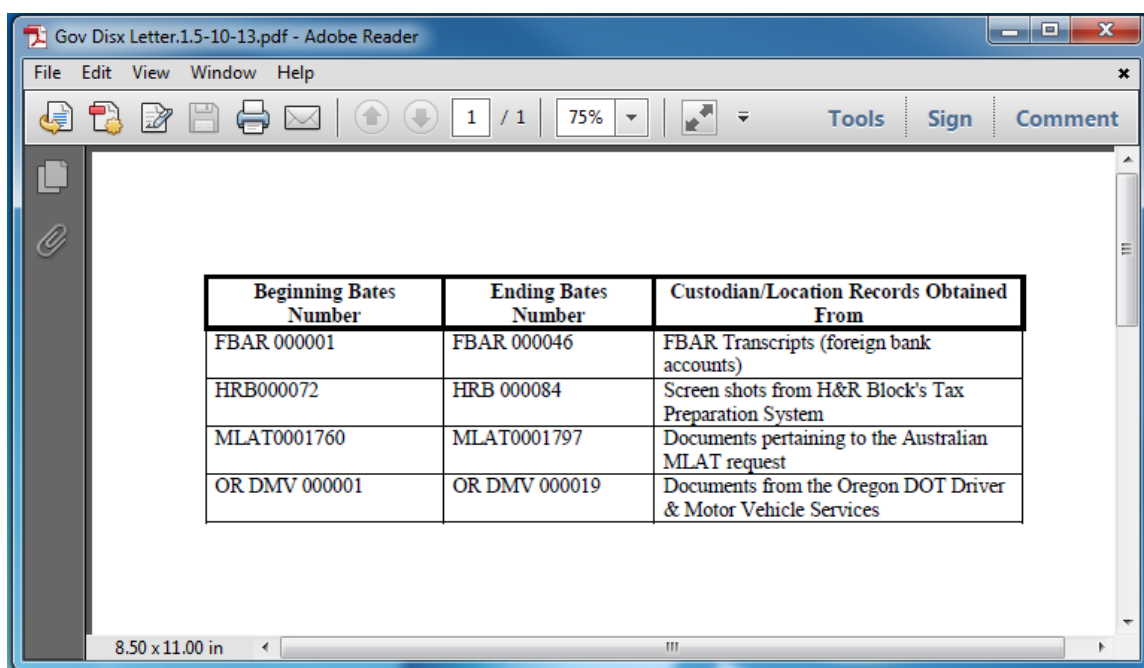 Gov Disx Letter.1.5-10-13.pdf - Adobe Reader
File Edit View Window Help
1 / 1 75% Tools Sign Comment
Beginning Bates Number Ending Bates Number Custodian/Location Records Obtained From
FBAR 000001 FBAR 000046 FBAR Transcripts (foreign bank
accounts)
HRB000072 HRB 000084 Screen shots from H&R Block's Tax
Preparation System
MLAT0001760 MLAT0001797 Documents pertaining to the Australian
MLAT request
OR DMV 000001 OR DMV 000019 Documents from the Oregon DOT Driver
& Motor Vehicle Services
8.50 x 11.00 in